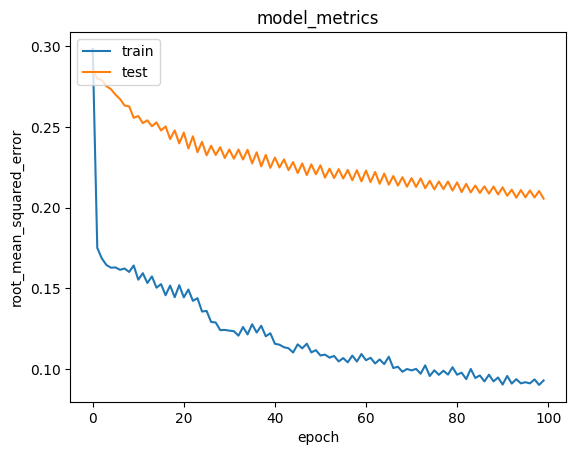 model_metrics
train
test
root_mean_squared_error
0.30
0.25
0.20
0.15
0.10
0 20 40 60 80 100
epoch